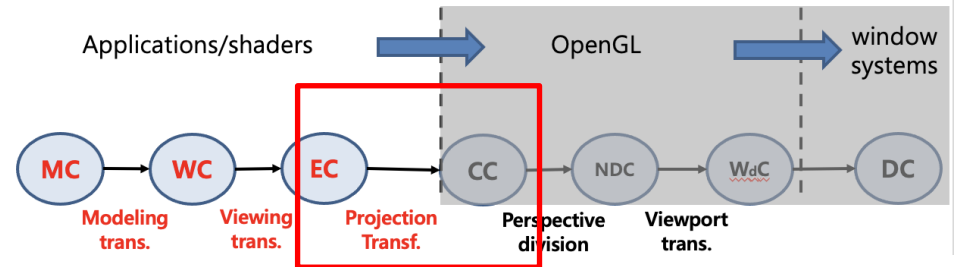 Applications/shaders
OpenGL
window
systems
MC
WC
EC
CC
NDC
WdC
DC
Modeling
trans.
Viewing
trans.
Projection
Transf.
Perspective
division
Viewport
trans.